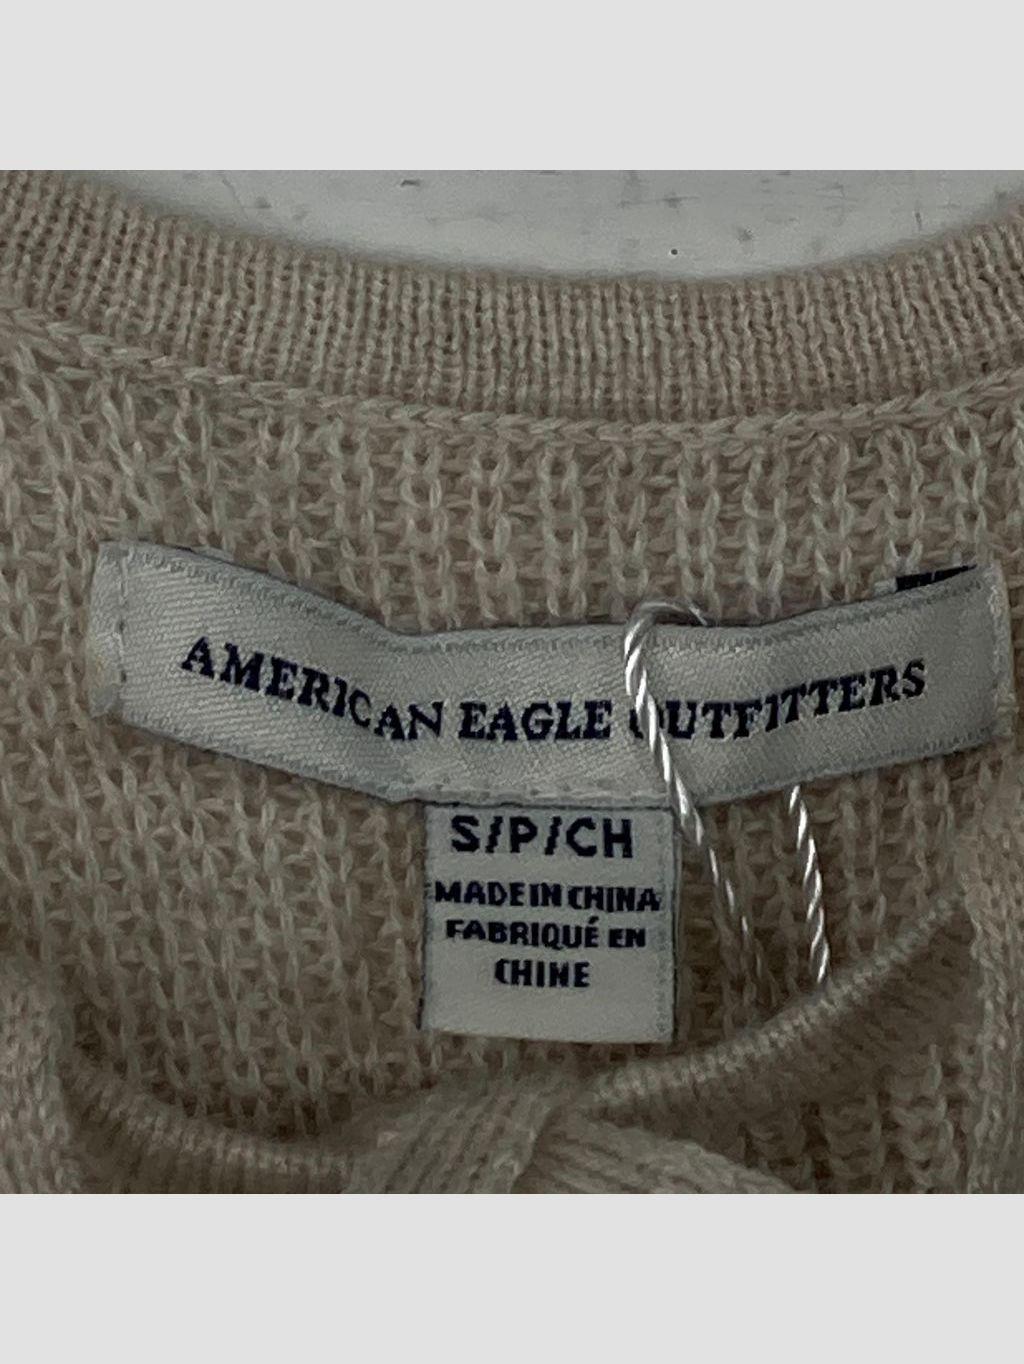 AMERICAN EAGLE OUTFITTERS
S/P/CH
MADE IN CHINA
FABRIQUÉ EN
CHINE